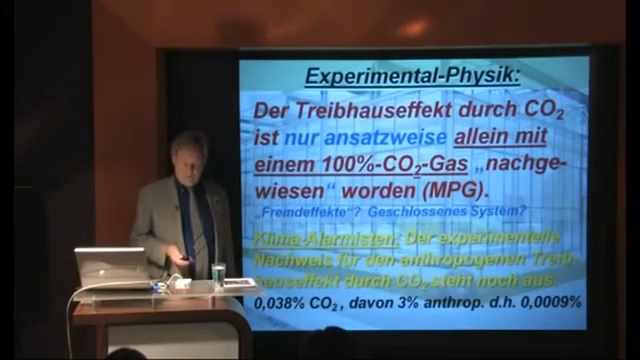 Experimental-Physik:
Der Treibhauseffekt durch CO₂
ist nur ansatzweise allein mit
einem 100%-CO₂-Gas „nachge-
wiesen“ worden (MPG).
„Fremdeffekte“? Geschlossenes System?
Klima-Alarmisten: Der experimentelle
Nachweis für den anthropogenen Treib-
hauseffekt durch CO₂ steht noch aus.
0,038% CO₂, davon 3% anthrop. d.h. 0,0009%